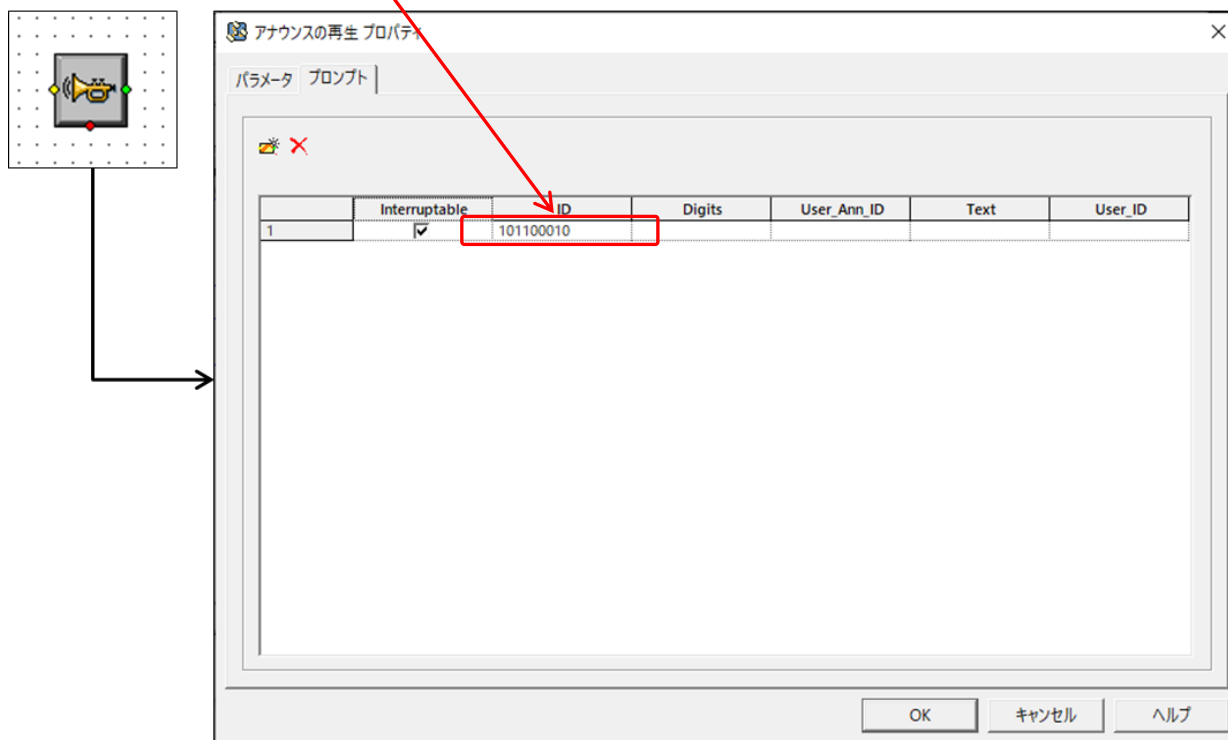 アナウンスの再生 プロパティ
パラメータ プロンプト
Interruptable ID Digits User_Ann_ID Text User_ID
1 101100010
OK キャンセル ヘルプ